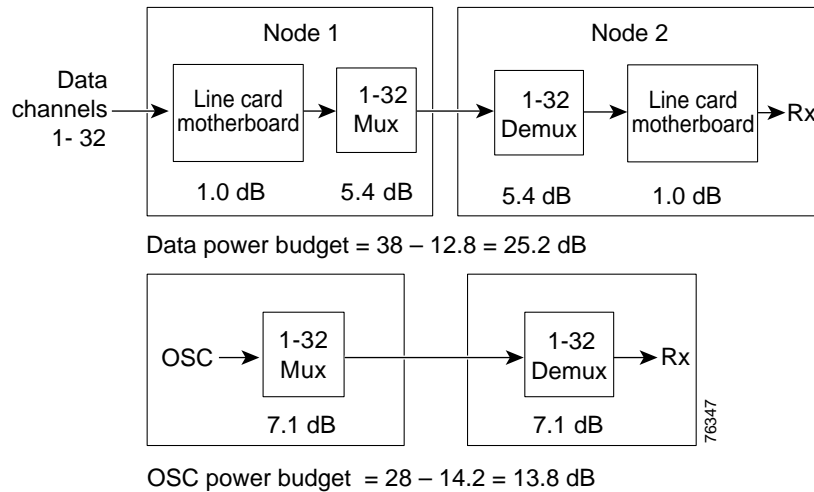 Node 1
Node 2
Data
channels
1- 32
Line card
motherboard
1-32
Mux
1-32
Demux
Line card
motherboard
Rx
1.0 dB
5.4 dB
5.4 dB
1.0 dB
Data power budget = 38 – 12.8 = 25.2 dB
OSC
1-32
Mux
1-32
Demux
Rx
7.1 dB
7.1 dB
76347
OSC power budget = 28 – 14.2 = 13.8 dB